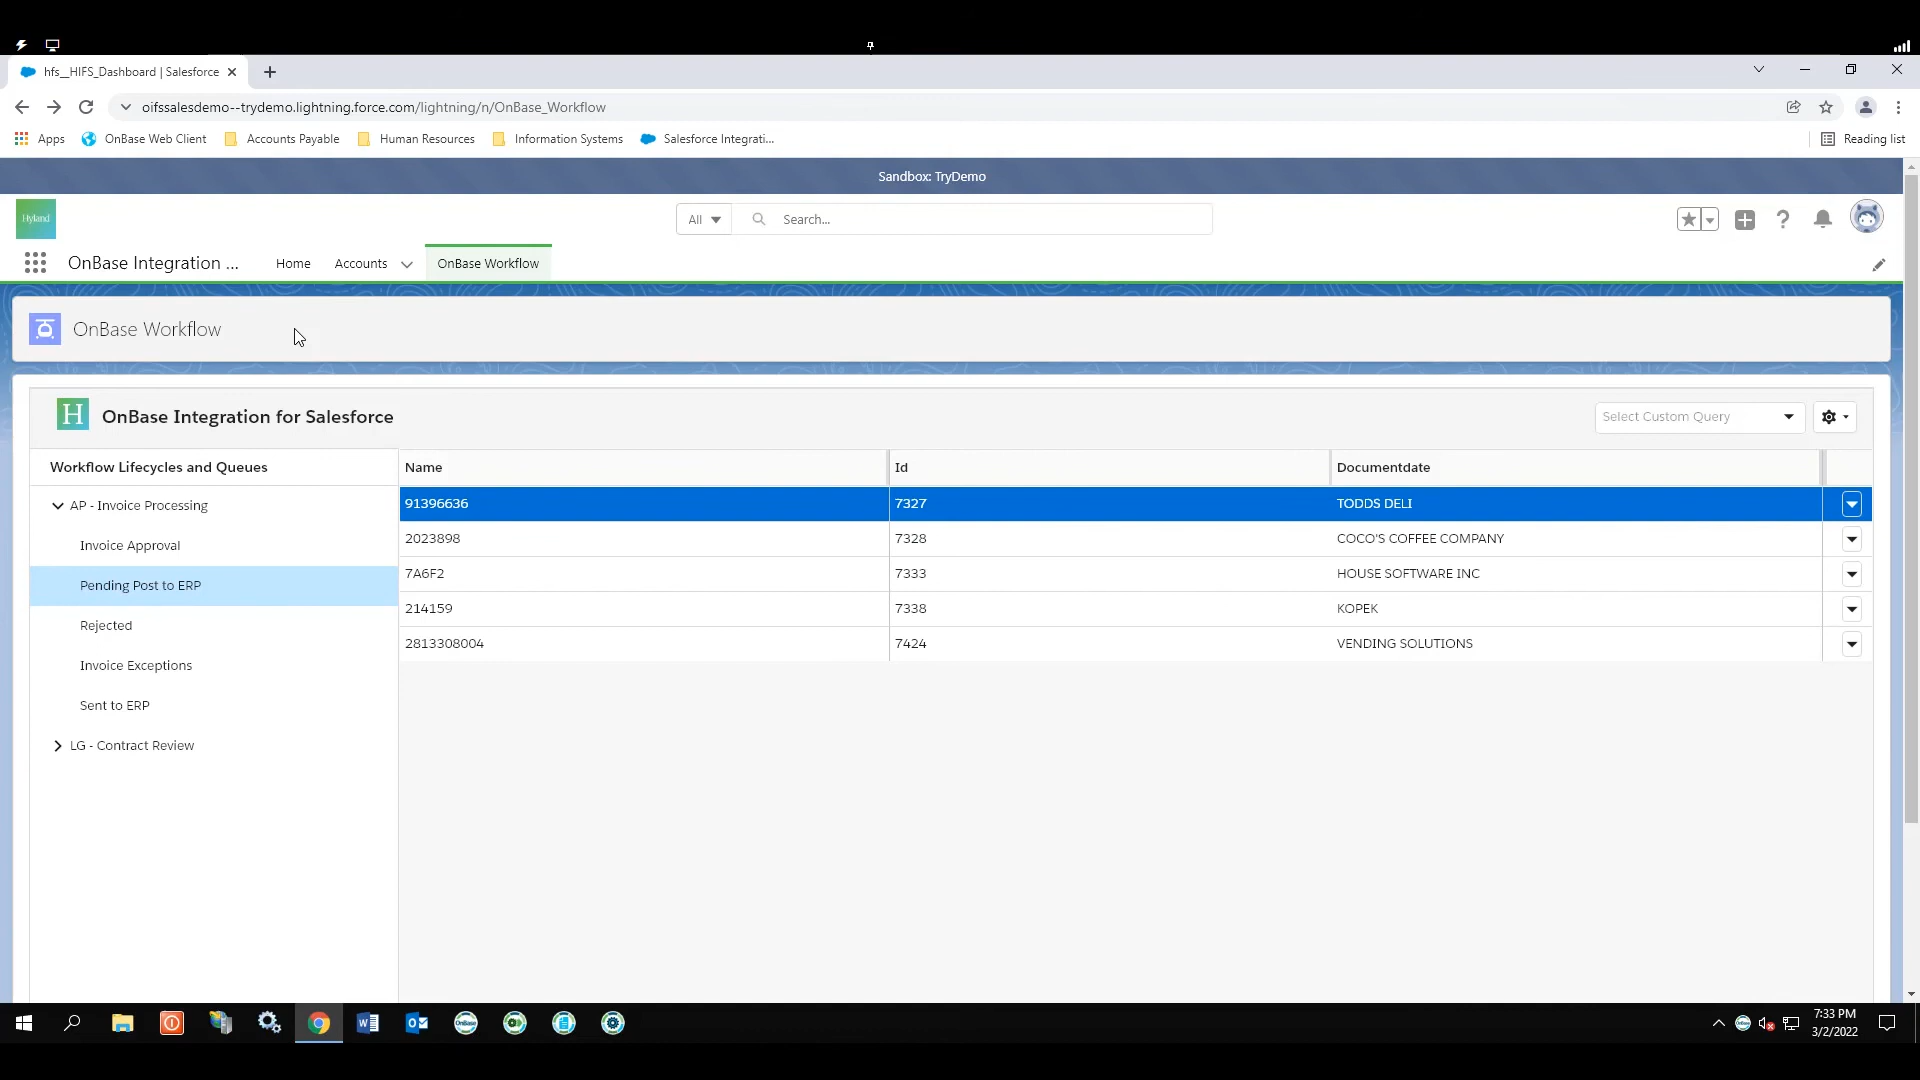 hfs__HIFS_Dashboard | Salesforce
oifssalesdemo--trydemo.lightning.force.com/lightning/n/OnBase_Workflow
Apps OnBase Web Client Accounts Payable Human Resources Information Systems Salesforce Integrati... Reading list
Sandbox: TryDemo
Hyland
All Search...
OnBase Integration ... Home Accounts OnBase Workflow
OnBase Workflow
H OnBase Integration for Salesforce Select Custom Query
Workflow Lifecycles and Queues Name Id Documentdate
AP - Invoice Processing 91396636 7327 TODDS DELI
Invoice Approval 2023898 7328 COCO'S COFFEE COMPANY
Pending Post to ERP 7A6F2 7333 HOUSE SOFTWARE INC
Rejected 214159 7338 KOPEK
Invoice Exceptions 2813308004 7424 VENDING SOLUTIONS
Sent to ERP
LG - Contract Review
OnBase
7:33 PM
3/2/2022